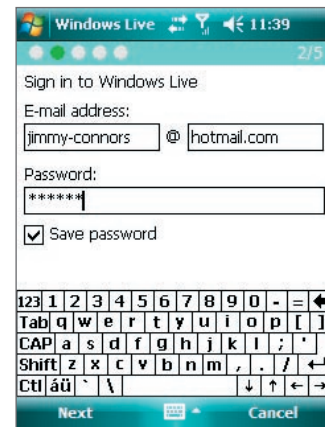 Windows Live 11:39
2/5
Sign in to Windows Live
E-mail address:
jimmy-connors @ hotmail.com
Password:
******
Save password
123 1 2 3 4 5 6 7 8 9 0 - =
Tab q w e r t y u i o p [ ]
CAP a s d f g h j k l ; '
Shift z x c v b n m , . /
Ctl áü ` \
Next Cancel